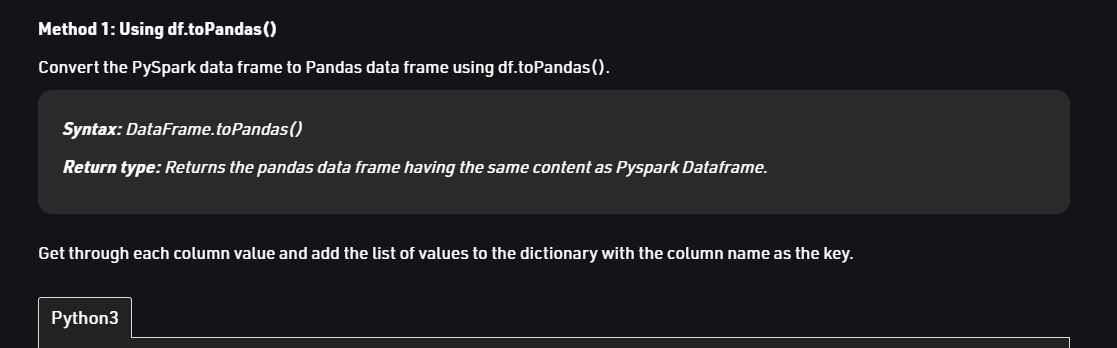 Method 1: Using df.toPandas()
Convert the PySpark data frame to Pandas data frame using df.toPandas().
Syntax: DataFrame.toPandas()
Return type: Returns the pandas data frame having the same content as Pyspark Dataframe.
Get through each column value and add the list of values to the dictionary with the column name as the key.
Python3